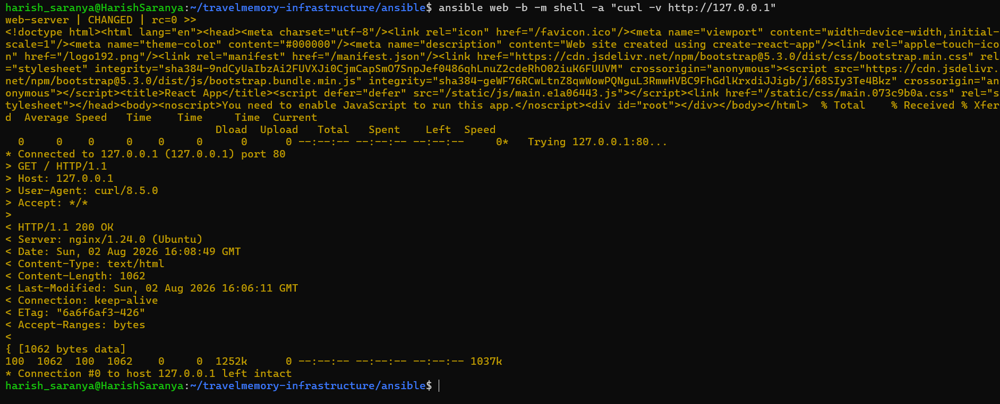 harish_saranya@HarishSaranya:~/travelmemory-infrastructure/ansible$ ansible web -b -m shell -a "curl -v http://127.0.0.1"
web-server | CHANGED | rc=0 >>
<!doctype html><html lang="en"><head><meta charset="utf-8"/><link rel="icon" href="/favicon.ico"/><meta name="viewport" content="width=device-width,initial-
scale=1"/><meta name="theme-color" content="#000000"/><meta name="description" content="Web site created using create-react-app"/><link rel="apple-touch-ico
n" href="/logo192.png"/><link rel="manifest" href="/manifest.json"/><link href="https://cdn.jsdelivr.net/npm/bootstrap@5.3.0/dist/css/bootstrap.min.css" rel
="stylesheet" integrity="sha384-9ndCyUaIbzAi2FUVXJi0CjmCapSmO7SnpJef0486qhLnuZ2cdeRhO02iuK6FUUVM" crossorigin="anonymous"><script src="https://cdn.jsdelivr.
net/npm/bootstrap@5.3.0/dist/js/bootstrap.bundle.min.js" integrity="sha384-geWF76RCwLtnZ8qwWowPQNguL3RmwHVBC9FhGdlKrxdiJJigb/j/68SIy3Te4Bkz" crossorigin="an
onymous"></script><title>React App</title><script defer="defer" src="/static/js/main.e1a06443.js"></script><link href="/static/css/main.073c9b0a.css" rel="s
tylesheet"></head><body><noscript>You need to enable JavaScript to run this app.</noscript><div id="root"></div></body></html>  % Total    % Received % Xfer
d  Average Speed   Time    Time     Time  Current
                                 Dload  Upload   Total   Spent    Left  Speed
  0     0    0     0    0     0      0      0 --:--:-- --:--:-- --:--:--     0*   Trying 127.0.0.1:80...
* Connected to 127.0.0.1 (127.0.0.1) port 80
> GET / HTTP/1.1
> Host: 127.0.0.1
> User-Agent: curl/8.5.0
> Accept: */*
>
< HTTP/1.1 200 OK
< Server: nginx/1.24.0 (Ubuntu)
< Date: Sun, 02 Aug 2026 16:08:49 GMT
< Content-Type: text/html
< Content-Length: 1062
< Last-Modified: Sun, 02 Aug 2026 16:06:11 GMT
< Connection: keep-alive
< ETag: "6a6f6af3-426"
< Accept-Ranges: bytes
<
{ [1062 bytes data]
100  1062  100  1062    0     0  1252k      0 --:--:-- --:--:-- --:--:-- 1037k
* Connection #0 to host 127.0.0.1 left intact
harish_saranya@HarishSaranya:~/travelmemory-infrastructure/ansible$